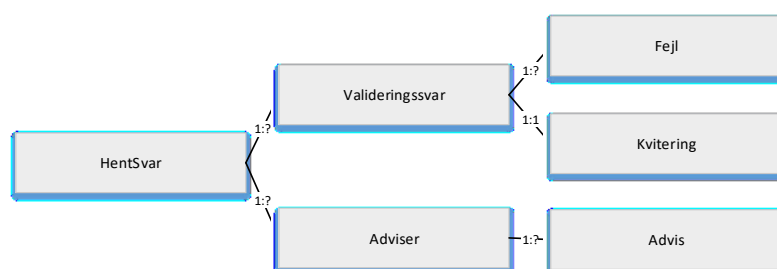 Fejl
1:?
Valideringssvar
1:1
1:?
Kvitering
HentSvar
1:?
Adviser
1:?
Advis